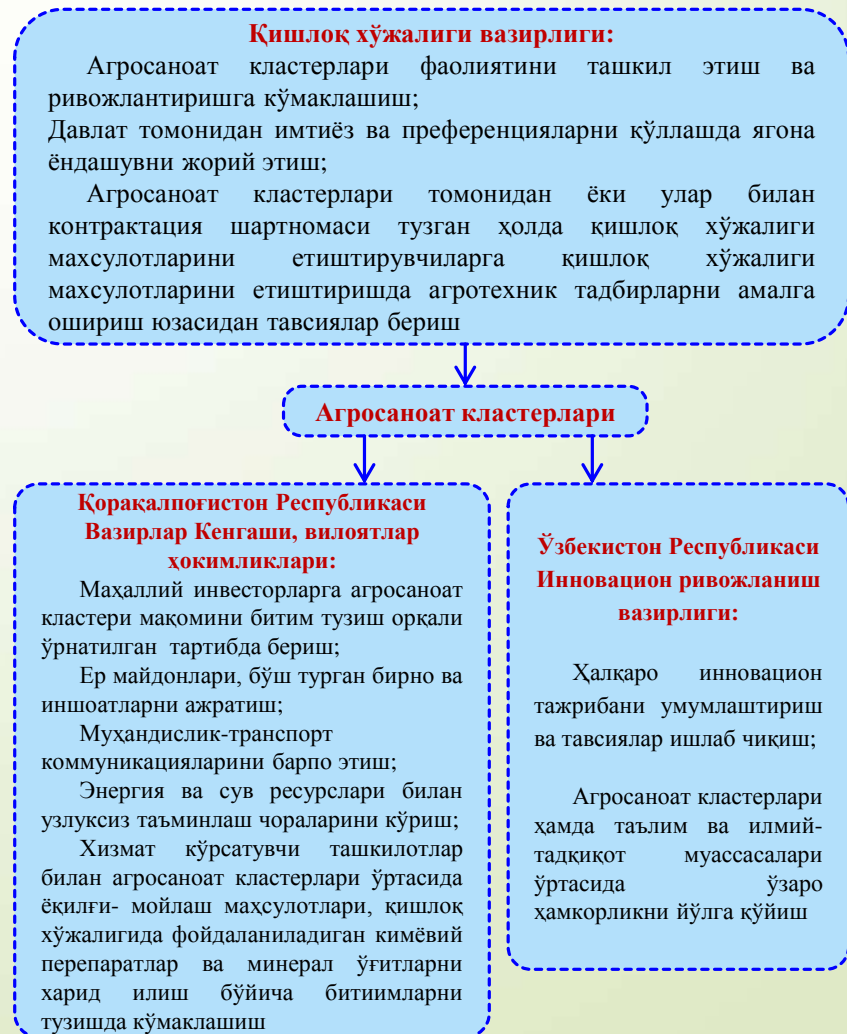 Қишлоқ хўжалиги вазирлиги:
Агросаноат кластерлари фаолиятини ташкил этиш ва
ривожлантиришга кўмаклашиш;
Давлат томонидан имтиёз ва преференцияларни қўллашда ягона
ёндашувни жорий этиш;
Агросаноат кластерлари томонидан ёки улар билан
контрактация шартномаси тузган ҳолда қишлоқ хўжалиги
махсулотларини етиштирувчиларга қишлоқ хўжалиги
махсулотларини етиштиришда агротехник тадбирларни амалга
ошириш юзасидан тавсиялар бериш
Агросаноат кластерлари
Қорақалпоғистон Республикаси
Вазирлар Кенгаши, вилоятлар
ҳокимликлари:
Маҳаллий инвесторларга агросаноат
кластери мақомини битим тузиш орқали
ўрнатилган тартибда бериш;
Ер майдонлари, бўш турган бирно ва
иншоатларни ажратиш;
Муҳандислик-транспорт
коммуникацияларини барпо этиш;
Энергия ва сув ресурслари билан
узлуксиз таъминлаш чораларини кўриш;
Хизмат кўрсатувчи ташкилотлар
билан агросаноат кластерлари ўртасида
ёқилғи- мойлаш маҳсулотлари, қишлоқ
хўжалигида фойдаланиладиган кимёвий
перепаратлар ва минерал ўғитларни
харид илиш бўйича битиимларни
тузишда кўмаклашиш
Ўзбекистон Республикаси
Инновацион ривожланиш
вазирлиги:
Ҳалқаро инновацион
тажрибани умумлаштириш
ва тавсиялар ишлаб чиқиш;
Агросаноат кластерлари
ҳамда таълим ва илмий-
тадқиқот муассасалари
ўртасида ўзаро
ҳамкорликни йўлга қўйиш